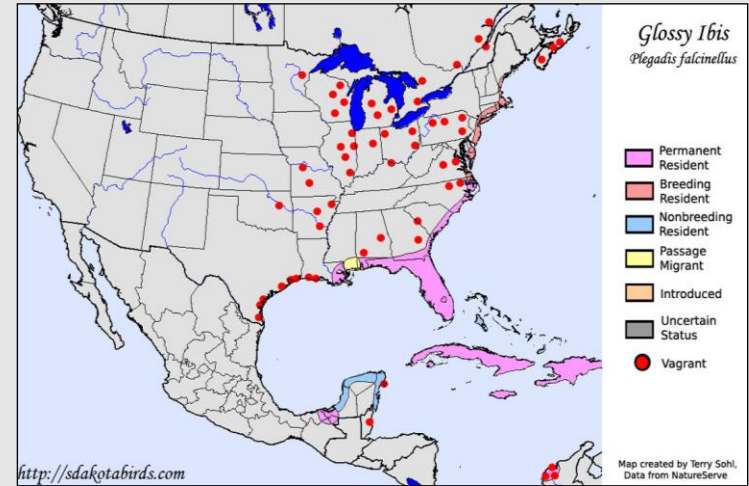 Glossy Ibis
Plegadis falcinellus
Permanent
Resident
Breeding
Resident
Nonbreeding
Resident
Passage
Migrant
Introduced
Uncertain
Status
Vagrant
http://sdakotabirds.com
Map created by Terry Sohl,
Data from NatureServe